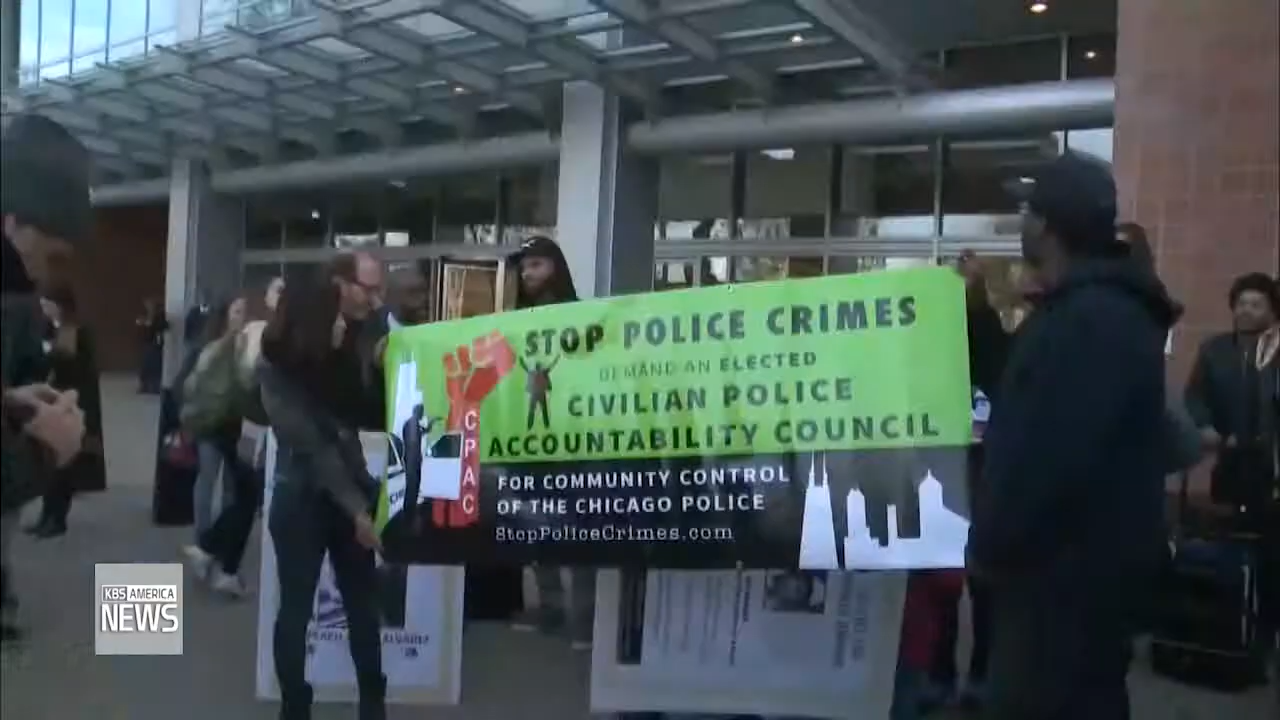 STOP POLICE CRIMES
DEMAND AN ELECTED
CIVILIAN POLICE
ACCOUNTABILITY COUNCIL
CPAC
FOR COMMUNITY CONTROL
OF THE CHICAGO POLICE
StopPoliceCrimes.com
KBS AMERICA
NEWS
ALVAREZ